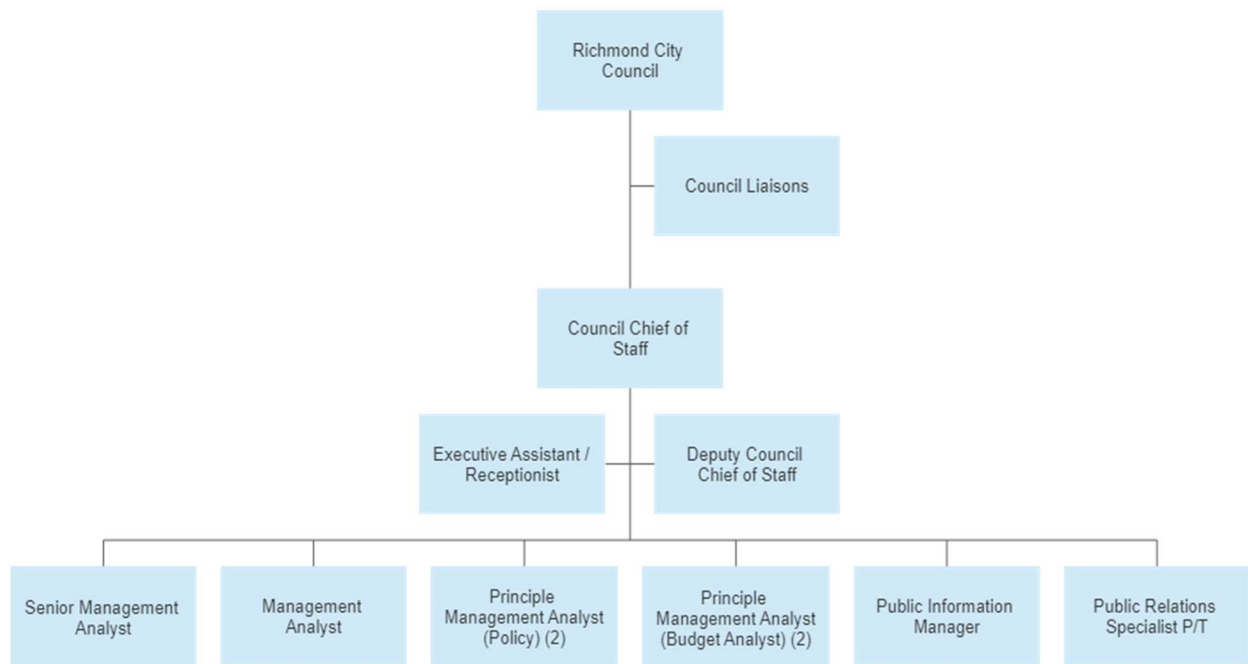 Richmond City
Council
Council Liaisons
Council Chief of
Staff
Executive Assistant /
Receptionist
Deputy Council
Chief of Staff
Senior Management
Analyst
Management
Analyst
Principle
Management Analyst
(Policy) (2)
Principle
Management Analyst
(Budget Analyst) (2)
Public Information
Manager
Public Relations
Specialist P/T